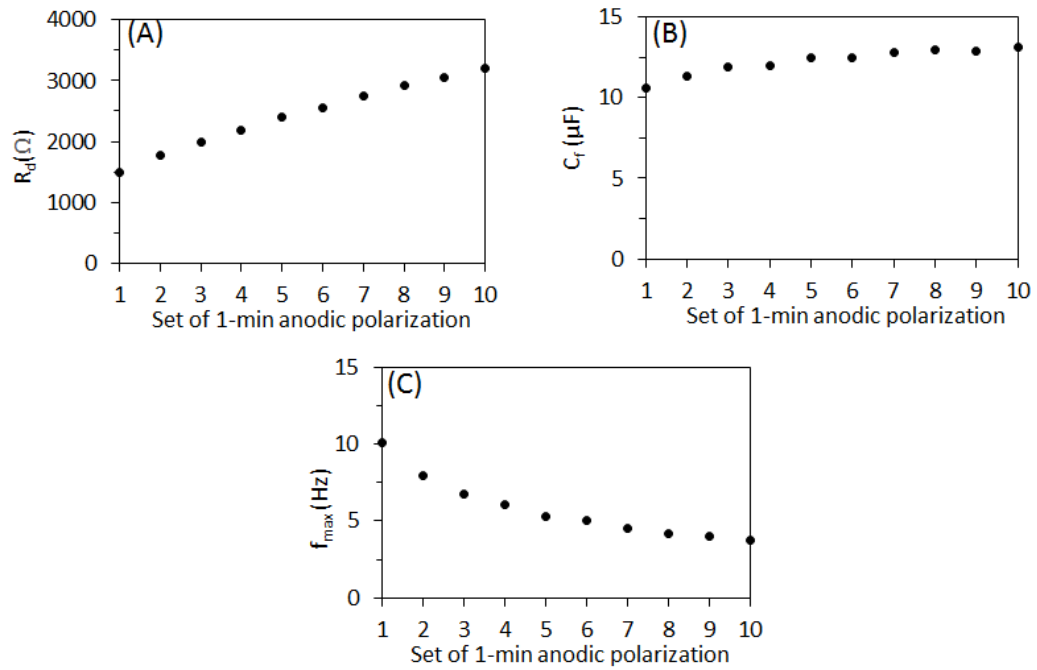 (A)
4000
3000
2000
1000
0
R_d(Ω)
1 2 3 4 5 6 7 8 9 10
Set of 1-min anodic polarization
(B)
15
10
5
0
C_f (µF)
1 2 3 4 5 6 7 8 9 10
Set of 1-min anodic polarization
(C)
15
10
5
0
f_max (Hz)
1 2 3 4 5 6 7 8 9 10
Set of 1-min anodic polarization